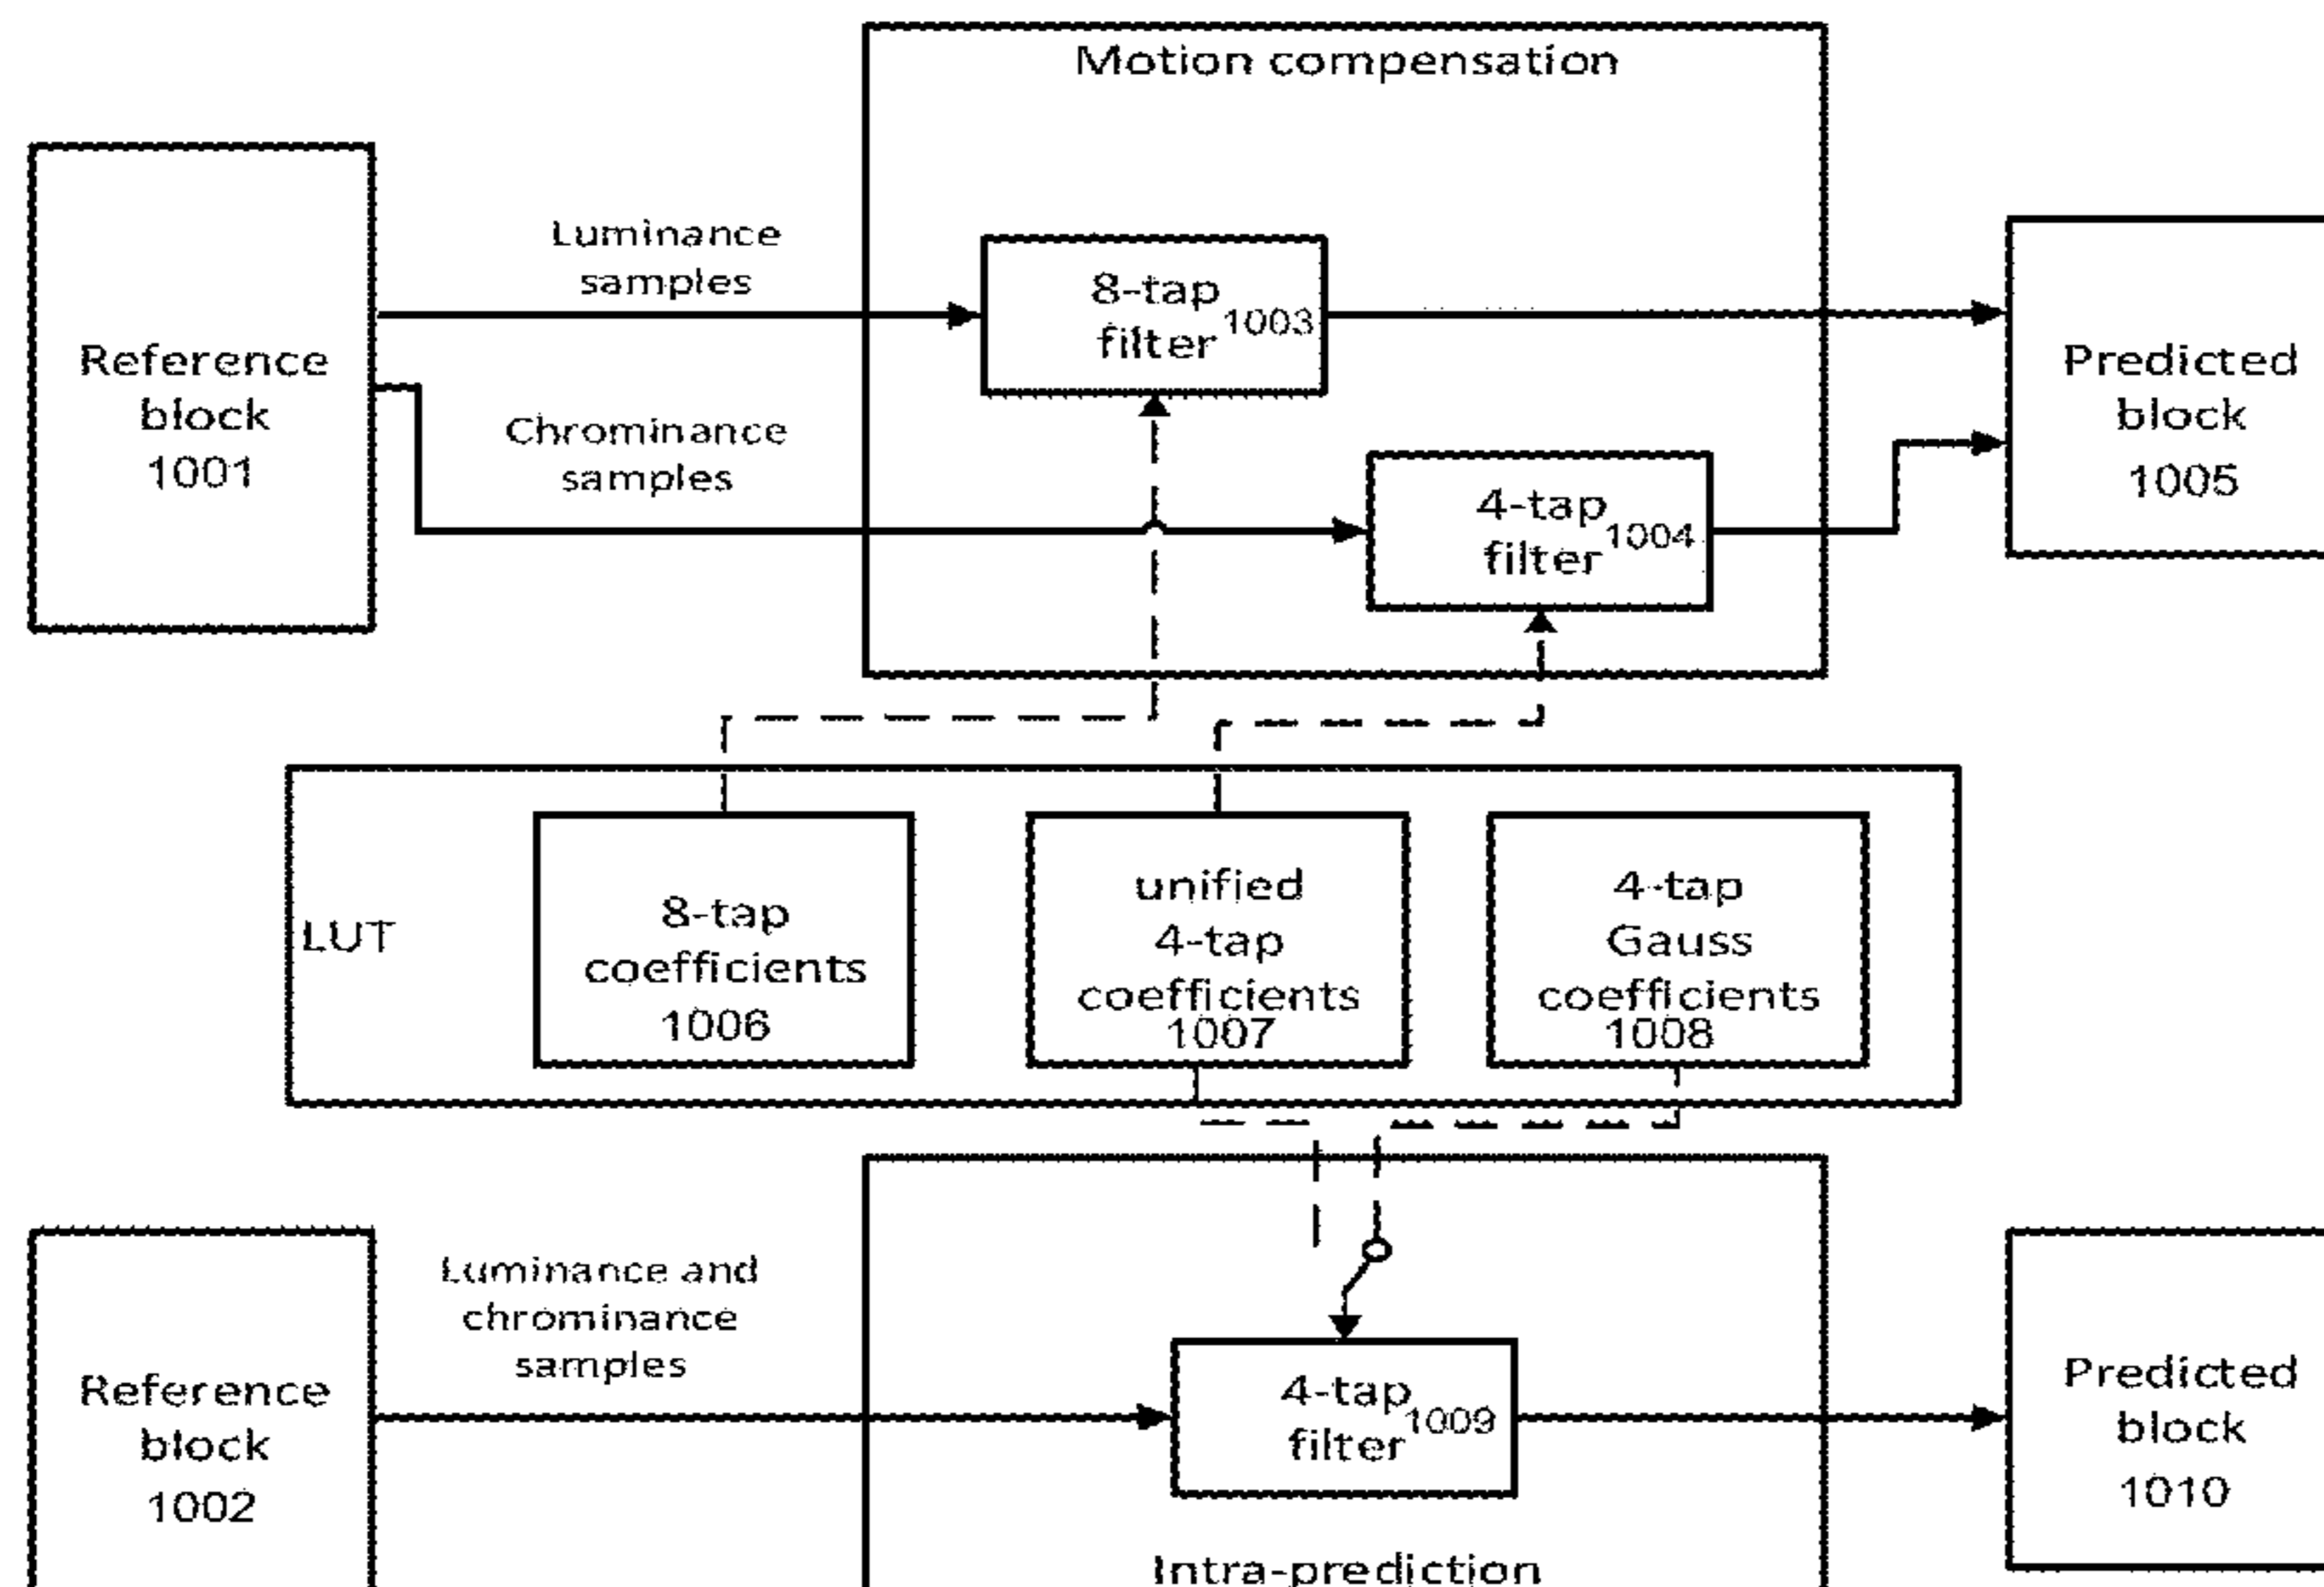 Motion compensation
Luminance
samples
8-tap
filter 1003
Reference
block
1001
Predicted
block
1005
Chrominance
samples
4-tap
filter 1004
LUT
8-tap
coefficients
1006
unified
4-tap
coefficients
1007
4-tap
Gauss
coefficients
1008
Luminance and
chrominance
samples
Reference
block
1002
4-tap
filter 1009
Predicted
block
1010
Intra-prediction